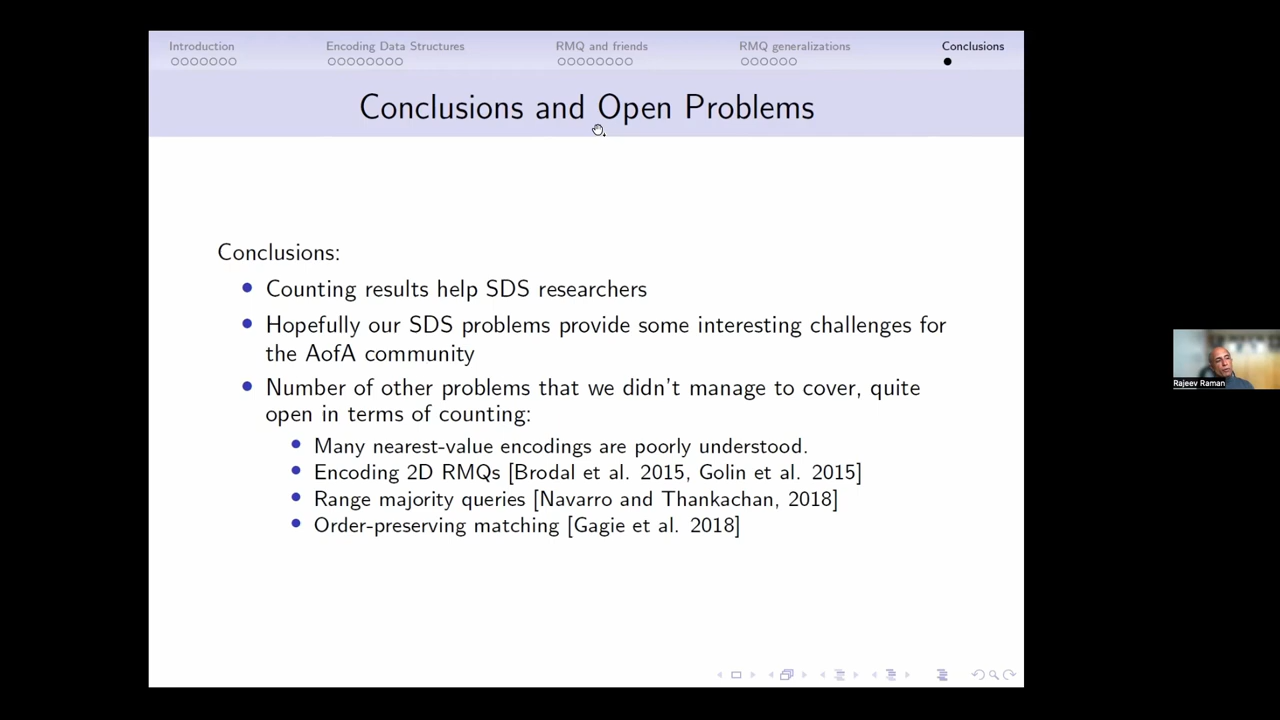 Introduction Encoding Data Structures RMQ and friends RMQ generalizations Conclusions
Conclusions and Open Problems
Conclusions:
Counting results help SDS researchers
Hopefully our SDS problems provide some interesting challenges for
the AofA community
Number of other problems that we didn't manage to cover, quite
open in terms of counting:
Many nearest-value encodings are poorly understood.
Encoding 2D RMQs [Brodal et al. 2015, Golin et al. 2015]
Range majority queries [Navarro and Thankachan, 2018]
Order-preserving matching [Gagie et al. 2018]
Rajeev Raman